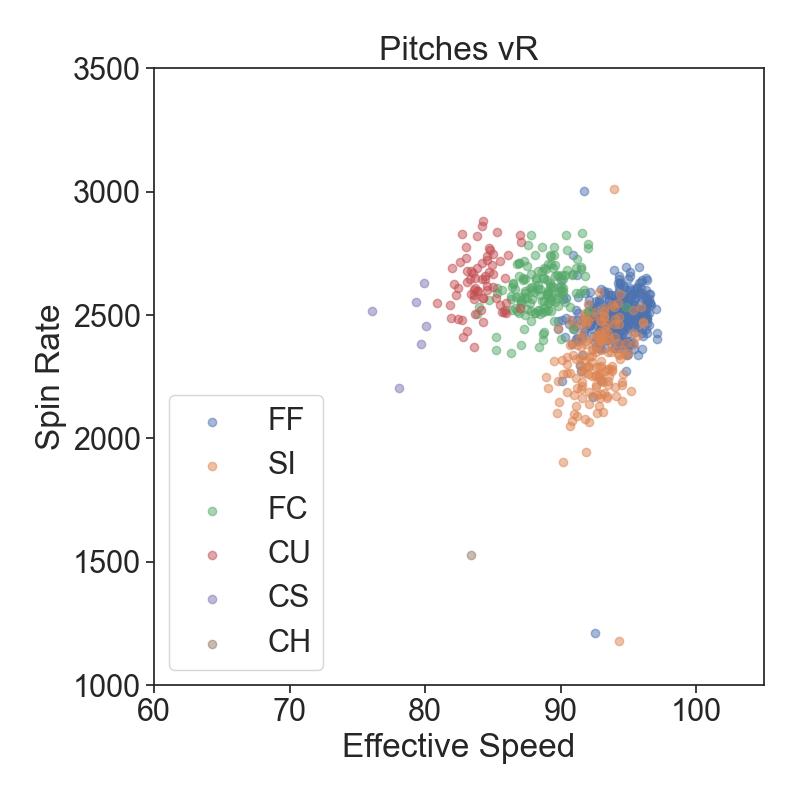 Pitches vR
3500
3000
2500
2000
1500
1000
Spin Rate
FF
SI
FC
CU
CS
CH
60 70 80 90 100
Effective Speed